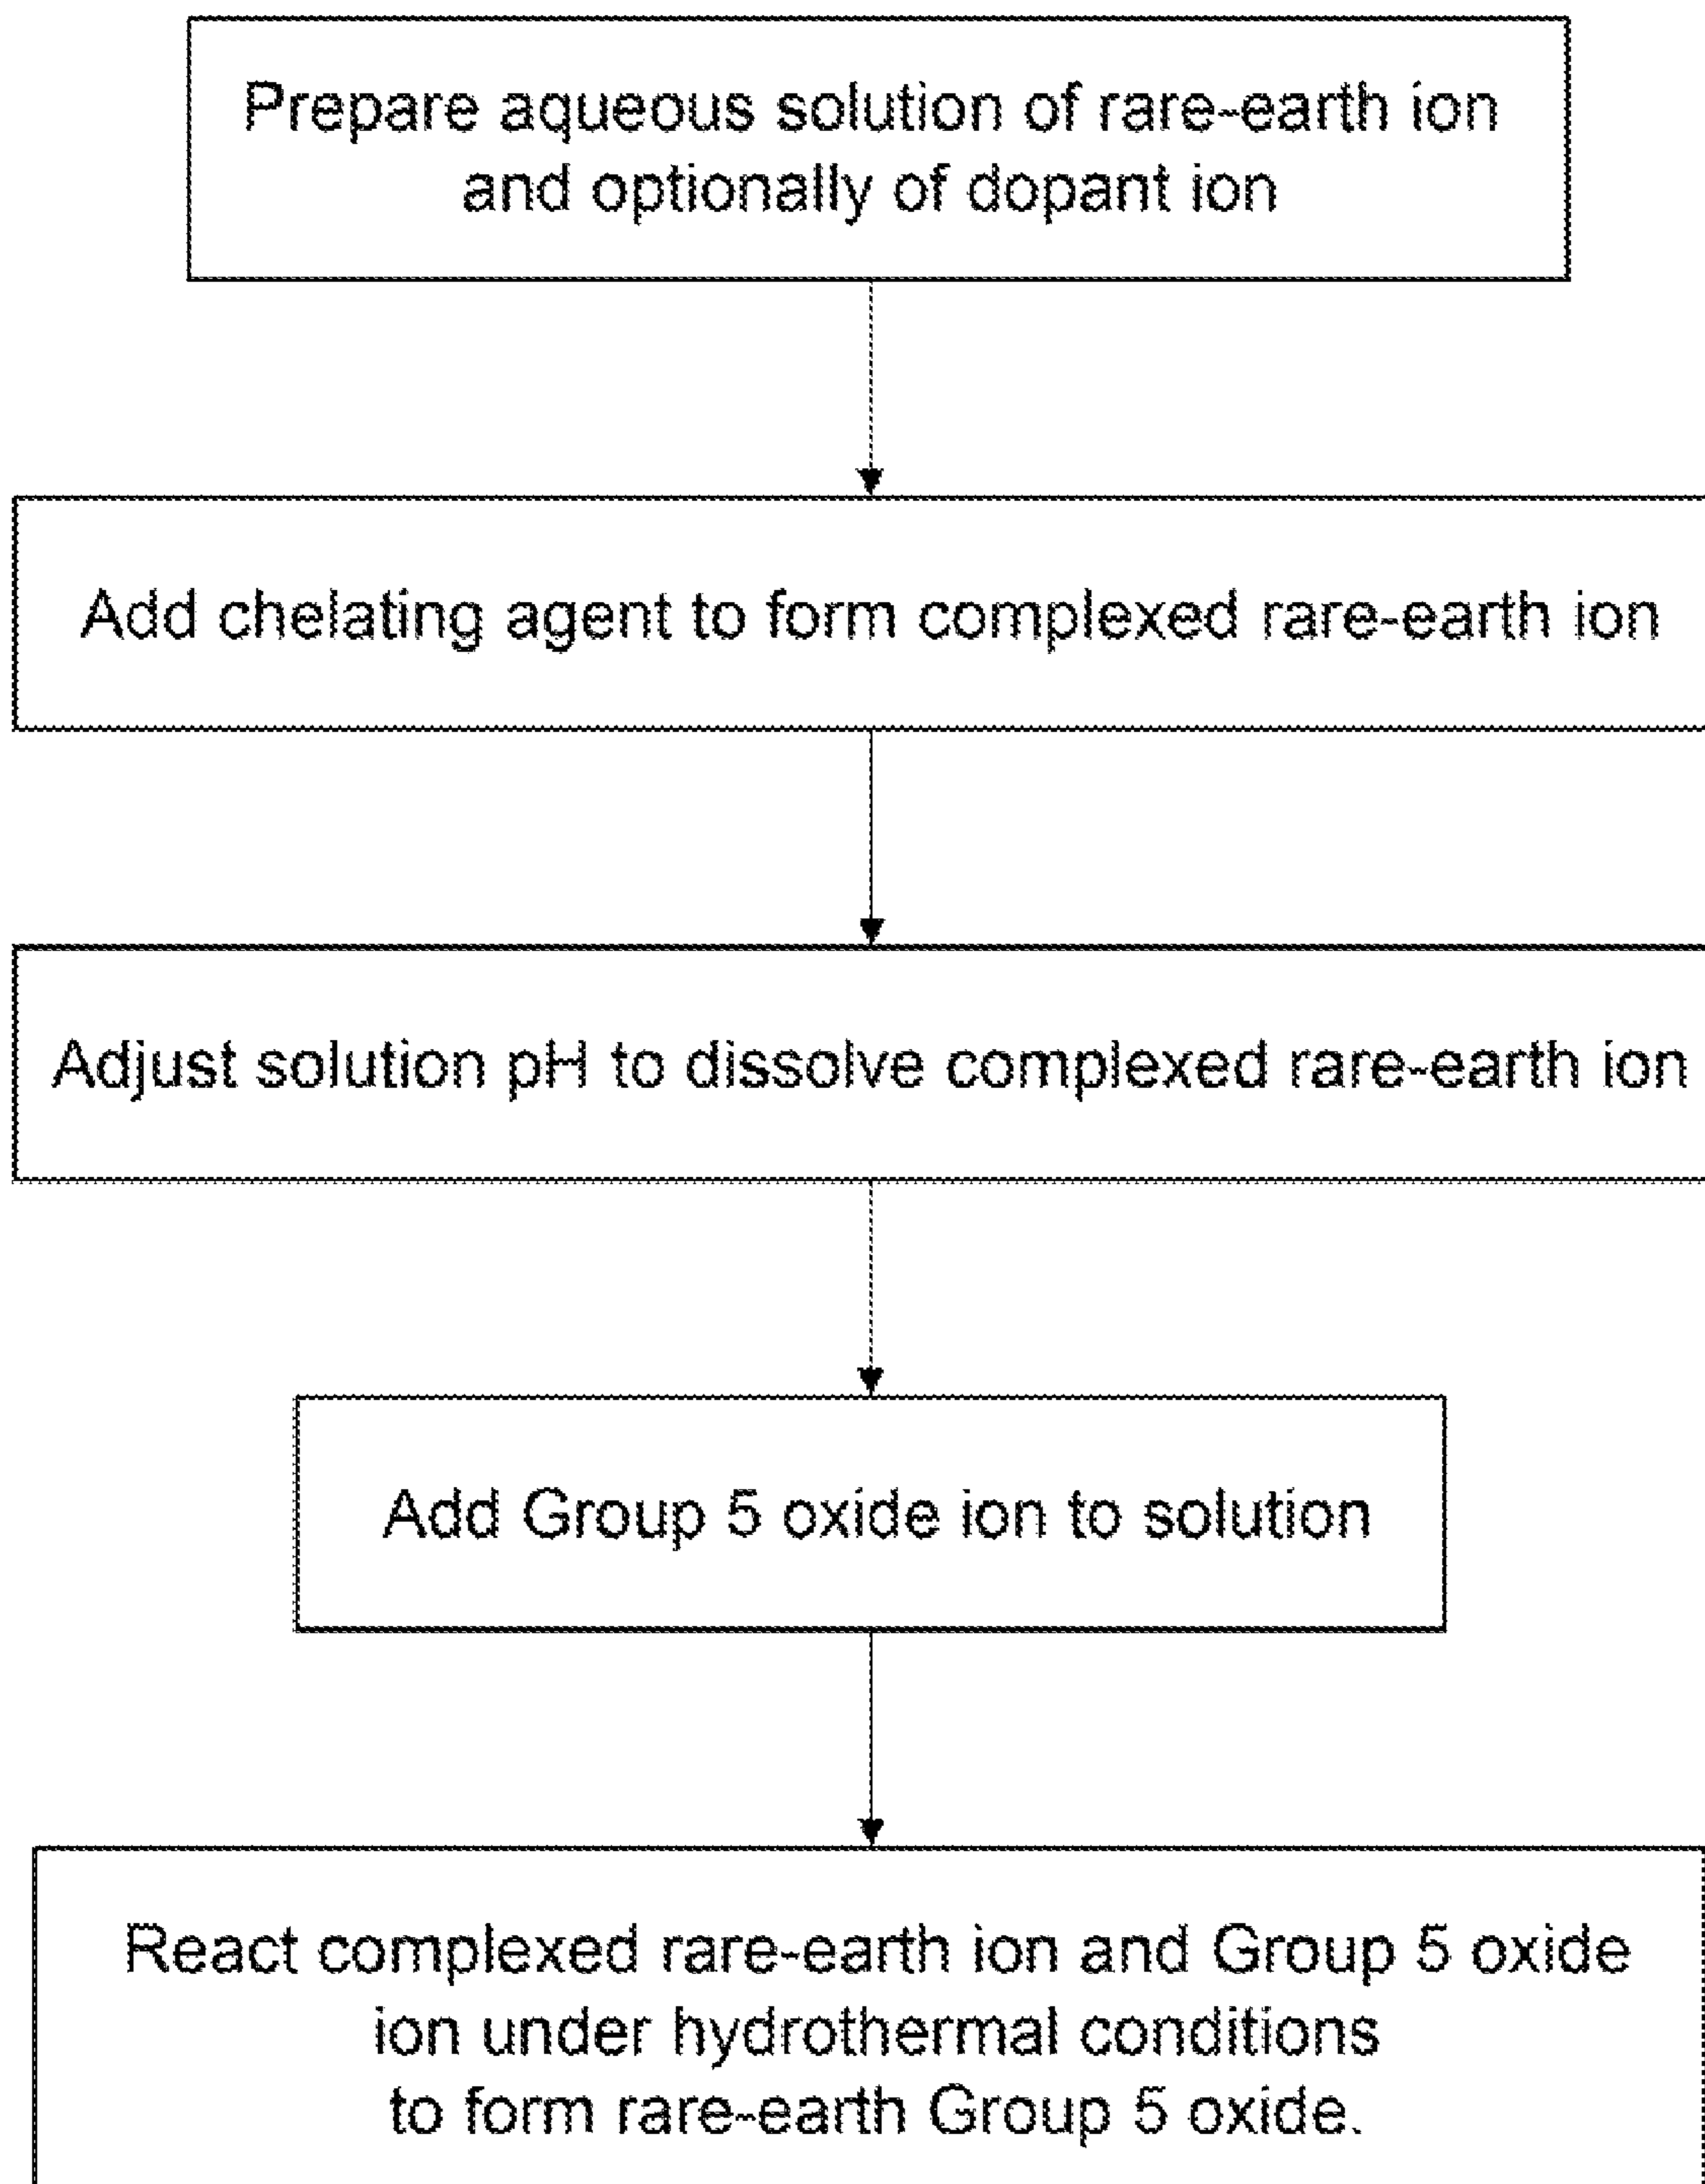 Prepare aqueous solution of rare-earth ion
and optionally of dopant ion
Add chelating agent to form complexed rare-earth ion
Adjust solution pH to dissolve complexed rare-earth ion
Add Group 5 oxide ion to solution
React complexed rare-earth ion and Group 5 oxide
ion under hydrothermal conditions
to form rare-earth Group 5 oxide.